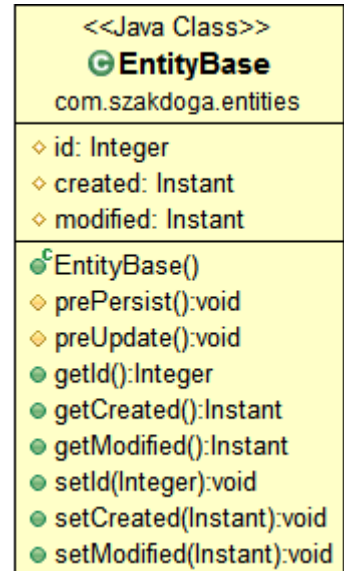 <<Java Class>>
EntityBase
com.szakdoga.entities
id: Integer
created: Instant
modified: Instant
EntityBase()
prePersist():void
preUpdate():void
getId():Integer
getCreated():Instant
getModified():Instant
setId(Integer):void
setCreated(Instant):void
setModified(Instant):void